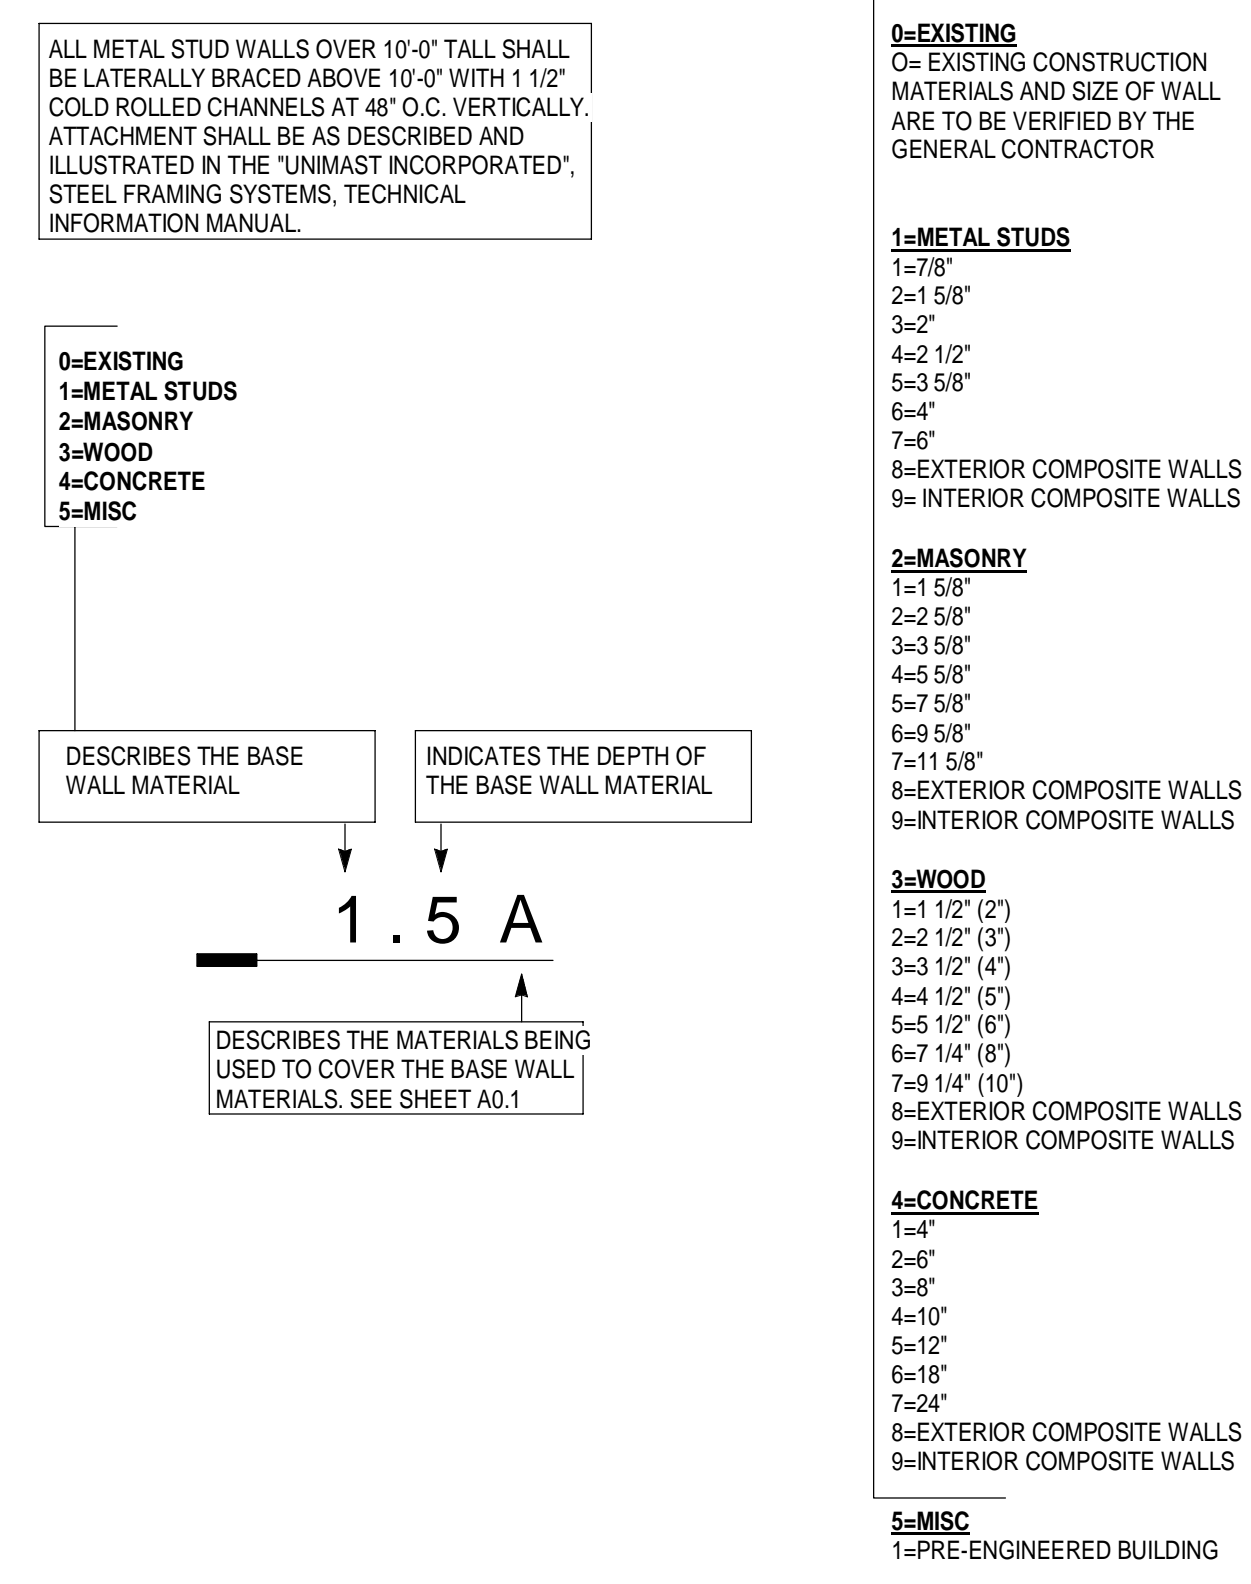 ALL METAL STUD WALLS OVER 10'-0" TALL SHALL
BE LATERALLY BRACED ABOVE 10'-0" WITH 1 1/2"
COLD ROLLED CHANNELS AT 48" O.C. VERTICALLY.
ATTACHMENT SHALL BE AS DESCRIBED AND
ILLUSTRATED IN THE "UNIMAST INCORPORATED",
STEEL FRAMING SYSTEMS, TECHNICAL
INFORMATION MANUAL.
0=EXISTING
1=METAL STUDS
2=MASONRY
3=WOOD
4=CONCRETE
5=MISC
DESCRIBES THE BASE
WALL MATERIAL
INDICATES THE DEPTH OF
THE BASE WALL MATERIAL
1 . 5 A
DESCRIBES THE MATERIALS BEING
USED TO COVER THE BASE WALL
MATERIALS. SEE SHEET A0.1
0=EXISTING
O= EXISTING CONSTRUCTION
MATERIALS AND SIZE OF WALL
ARE TO BE VERIFIED BY THE
GENERAL CONTRACTOR
1=METAL STUDS
1=7/8"
2=1 5/8"
3=2"
4=2 1/2"
5=3 5/8"
6=4"
7=6"
8=EXTERIOR COMPOSITE WALLS
9= INTERIOR COMPOSITE WALLS
2=MASONRY
1=1 5/8"
2=2 5/8"
3=3 5/8"
4=5 5/8"
5=7 5/8"
6=9 5/8"
7=11 5/8"
8=EXTERIOR COMPOSITE WALLS
9=INTERIOR COMPOSITE WALLS
3=WOOD
1=1 1/2" (2")
2=2 1/2" (3")
3=3 1/2" (4")
4=4 1/2" (5")
5=5 1/2" (6")
6=7 1/4" (8")
7=9 1/4" (10")
8=EXTERIOR COMPOSITE WALLS
9=INTERIOR COMPOSITE WALLS
4=CONCRETE
1=4"
2=6"
3=8"
4=10"
5=12"
6=18"
7=24"
8=EXTERIOR COMPOSITE WALLS
9=INTERIOR COMPOSITE WALLS
5=MISC
1=PRE-ENGINEERED BUILDING